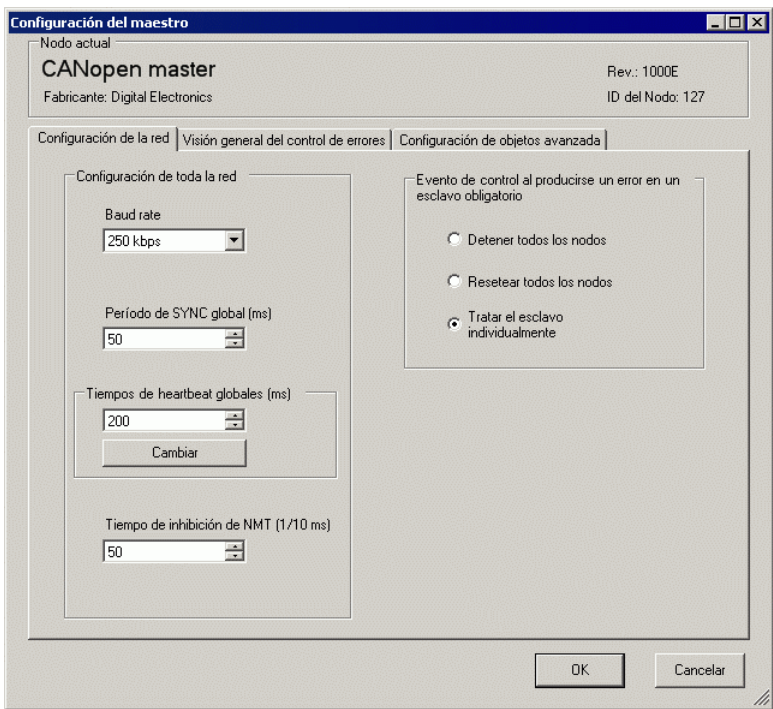 Configuración del maestro
Nodo actual
CANopen master
Rev.: 1000E
Fabricante: Digital Electronics
ID del Nodo: 127
Configuración de la red
Visión general del control de errores
Configuración de objetos avanzada
Configuración de toda la red
Baud rate
250 kbps
Período de SYNC global (ms)
50
Tiempos de heartbeat globales (ms)
200
Cambiar
Tiempo de inhibición de NMT (1/10 ms)
50
Evento de control al producirse un error en un
esclavo obligatorio
Detener todos los nodos
Resetear todos los nodos
Tratar el esclavo
individualmente
OK
Cancelar